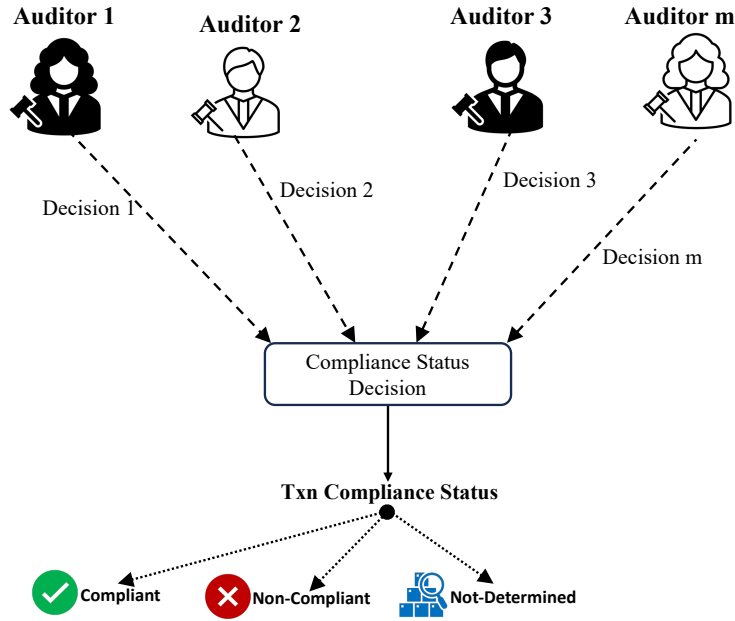 Auditor 1
Auditor 2
Auditor 3
Auditor m
Decision 1
Decision 2
Decision 3
Decision m
Compliance Status
Decision
Txn Compliance Status
Compliant
Non-Compliant
Not-Determined